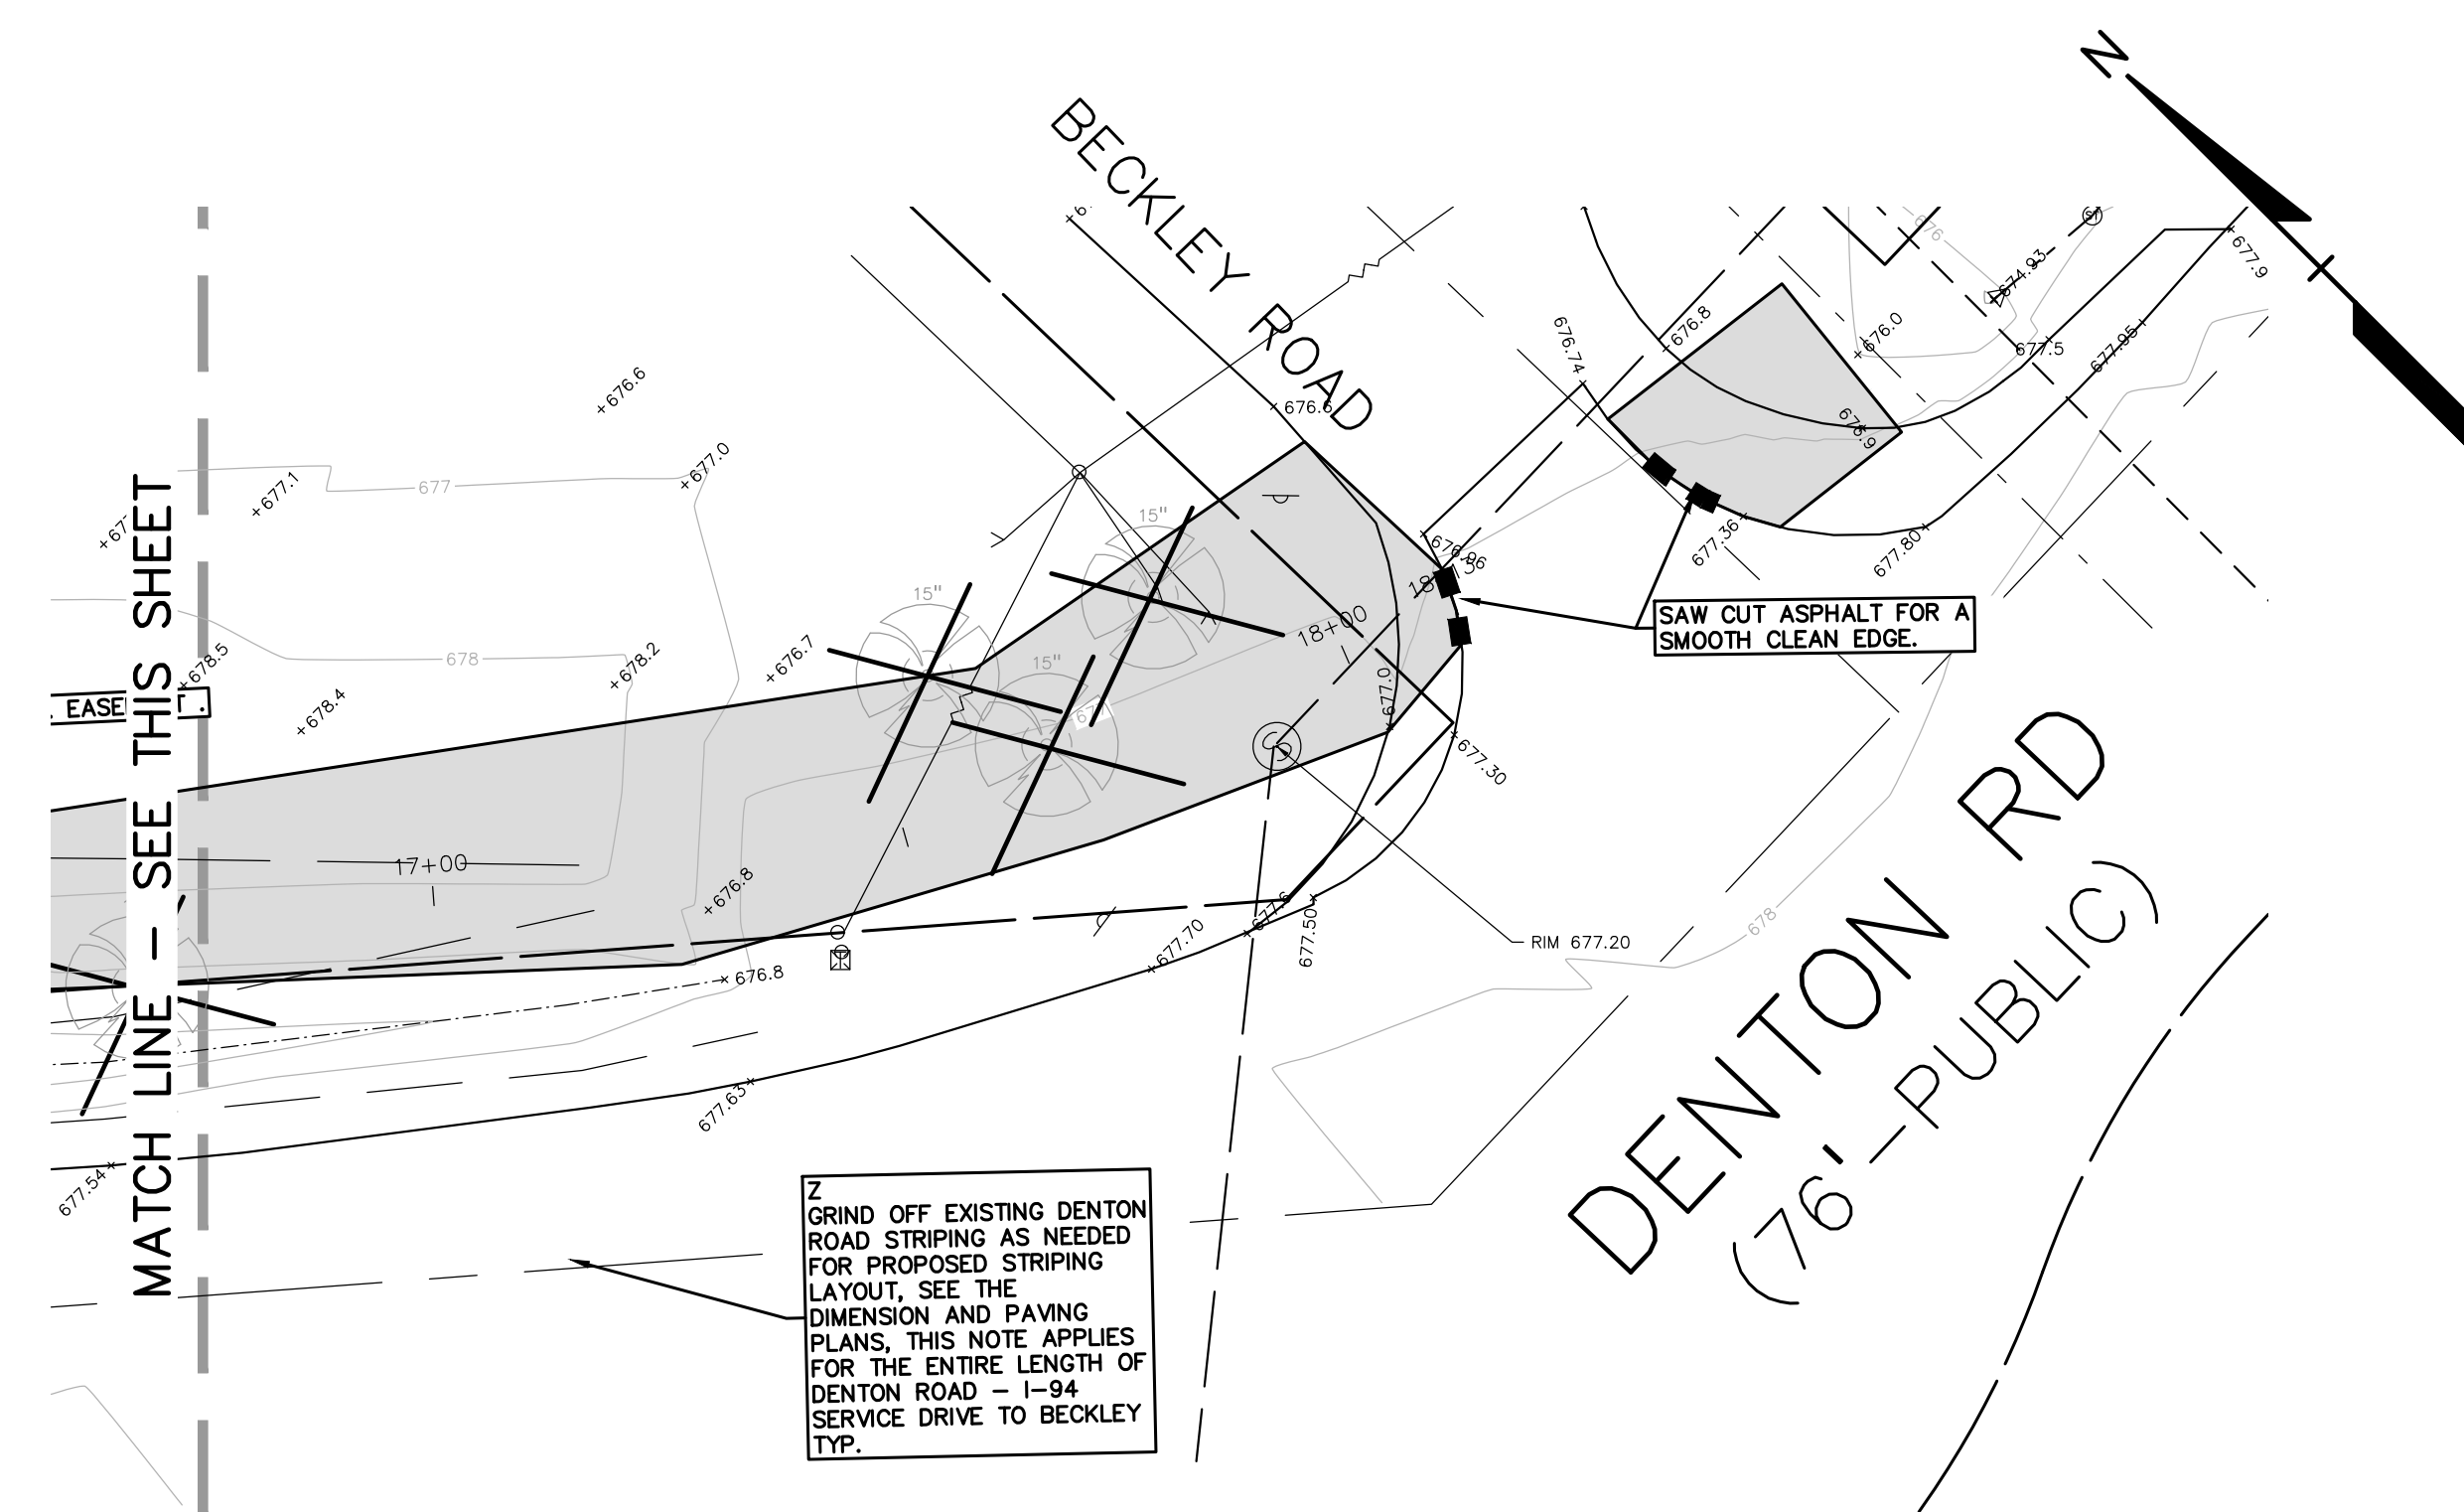 N
BECKLEY ROAD
676
674.93
677.9
676.8
676.0
677.5
677.95
676.74
676.6
676.6
677.0
677.1
677
15"
675.9
676.96
677.36
677.80
18+00
SAW CUT ASPHALT FOR A
SMOOTH CLEAN EDGE.
15"
15"
678
678.5
678.2
676.7
678.4
. EASE
T.
677
677.0
677.30
MATCH LINE - SEE THIS SHEET
17+00
676.8
677.6
677.50
677.70
RIM 677.20
678
676.8
677.63
677.54
DENTON RD
(76'-PUBLIC)
Z
GRIND OFF EXISTING DENTON
ROAD STRIPING AS NEEDED
FOR PROPOSED STRIPING
LAYOUT, SEE THE
DIMENSION AND PAVING
PLANS, THIS NOTE APPLIES
FOR THE ENTIRE LENGTH OF
DENTON ROAD - I-94
SERVICE DRIVE TO BECKLEY
TYP.